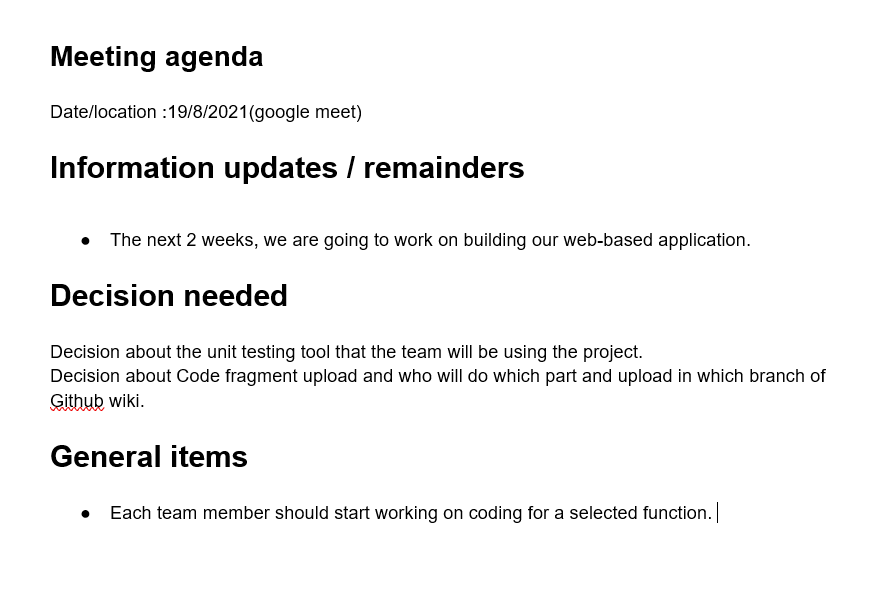 Meeting agenda
Date/location :19/8/2021(google meet)
Information updates / remainders
● The next 2 weeks, we are going to work on building our web-based application.
Decision needed
Decision about the unit testing tool that the team will be using the project.
Decision about Code fragment upload and who will do which part and upload in which branch of
Github wiki.
General items
● Each team member should start working on coding for a selected function.